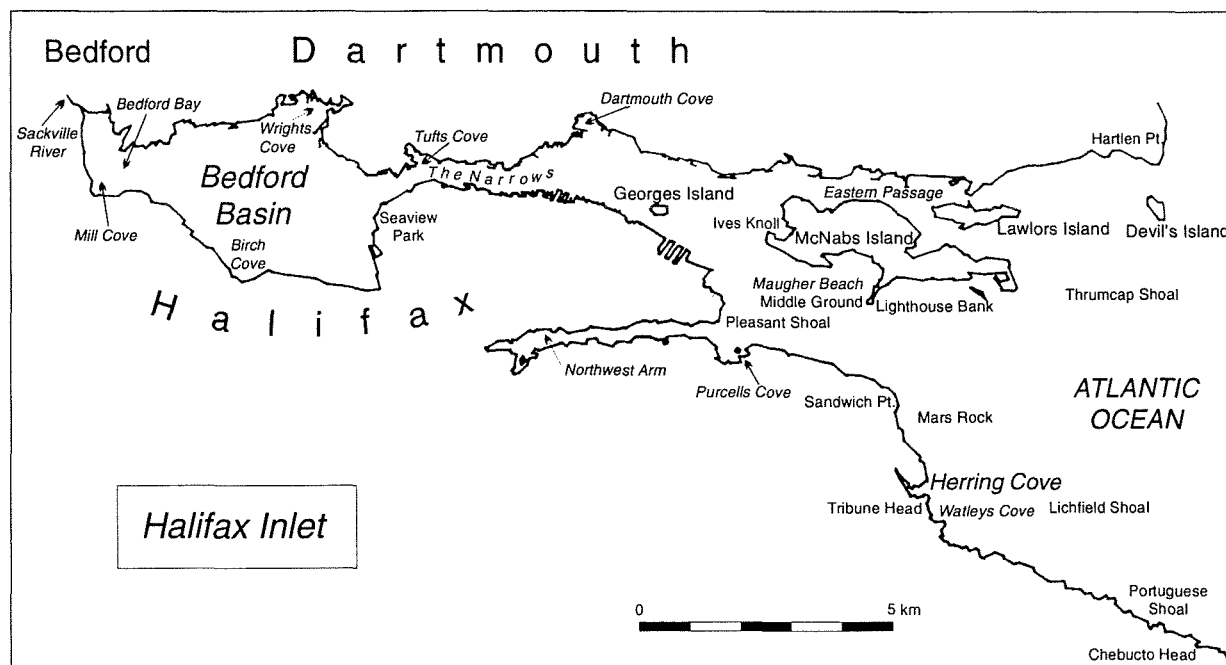 Bedford
Dartmouth
Bedford Bay
Dartmouth Cove
Sackville
River
Wrights
Cove
Tufts Cove
Hartlen Pt.
The Narrows
Bedford
Basin
Georges Island
Eastern Passage
Seaview
Park
Ives Knoll
McNabs Island
Lawlors Island
Devil's Island
Mill Cove
Birch
Cove
Maugher Beach
Middle Ground
Lighthouse Bank
Thrumcap Shoal
Halifax
Pleasant Shoal
Northwest Arm
Purcells Cove
Sandwich Pt.
Mars Rock
ATLANTIC
OCEAN
Herring Cove
Tribune Head
Watleys Cove
Lichfield Shoal
Halifax Inlet
0
5 km
Portuguese
Shoal
Chebucto Head